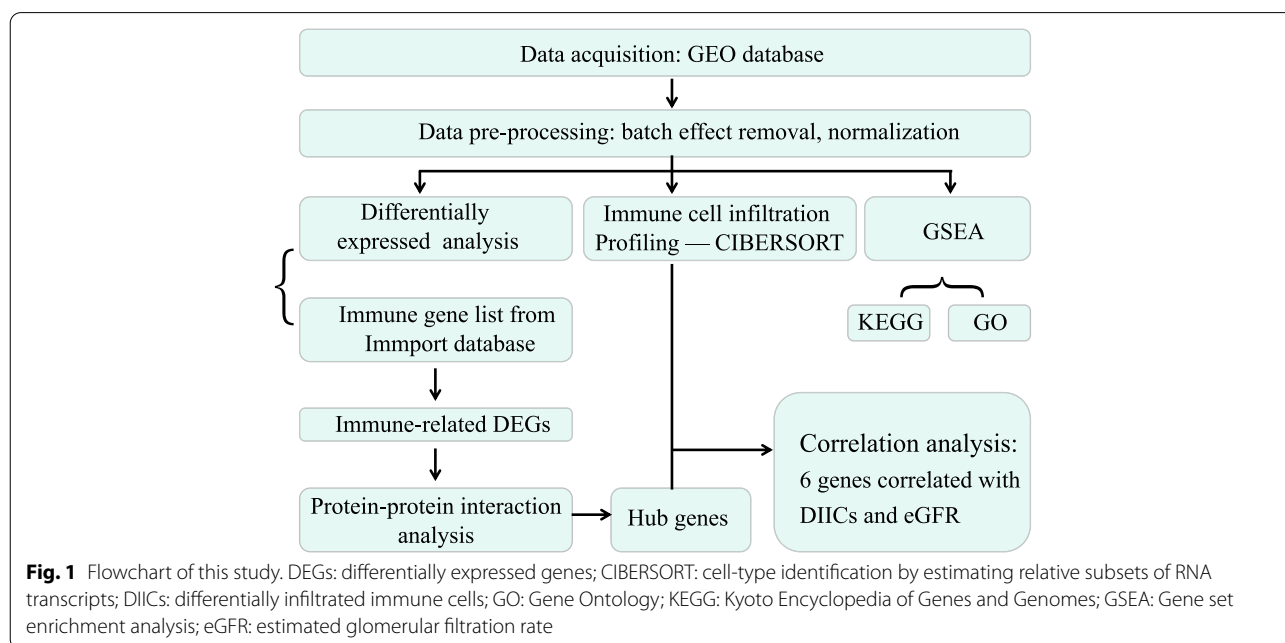 Data acquisition: GEO database
Data pre-processing: batch effect removal, normalization
Differentially
expressed analysis
Immune cell infiltration
Profiling — CIBERSORT
GSEA
Immune gene list from
Immport database
KEGG
GO
Immune-related DEGs
Correlation analysis:
6 genes correlated with
DIICs and eGFR
Protein-protein interaction
analysis
Hub genes
Fig. 1 Flowchart of this study. DEGs: differentially expressed genes; CIBERSORT: cell-type identification by estimating relative subsets of RNA
transcripts; DIICs: differentially infiltrated immune cells; GO: Gene Ontology; KEGG: Kyoto Encyclopedia of Genes and Genomes; GSEA: Gene set
enrichment analysis; eGFR: estimated glomerular filtration rate